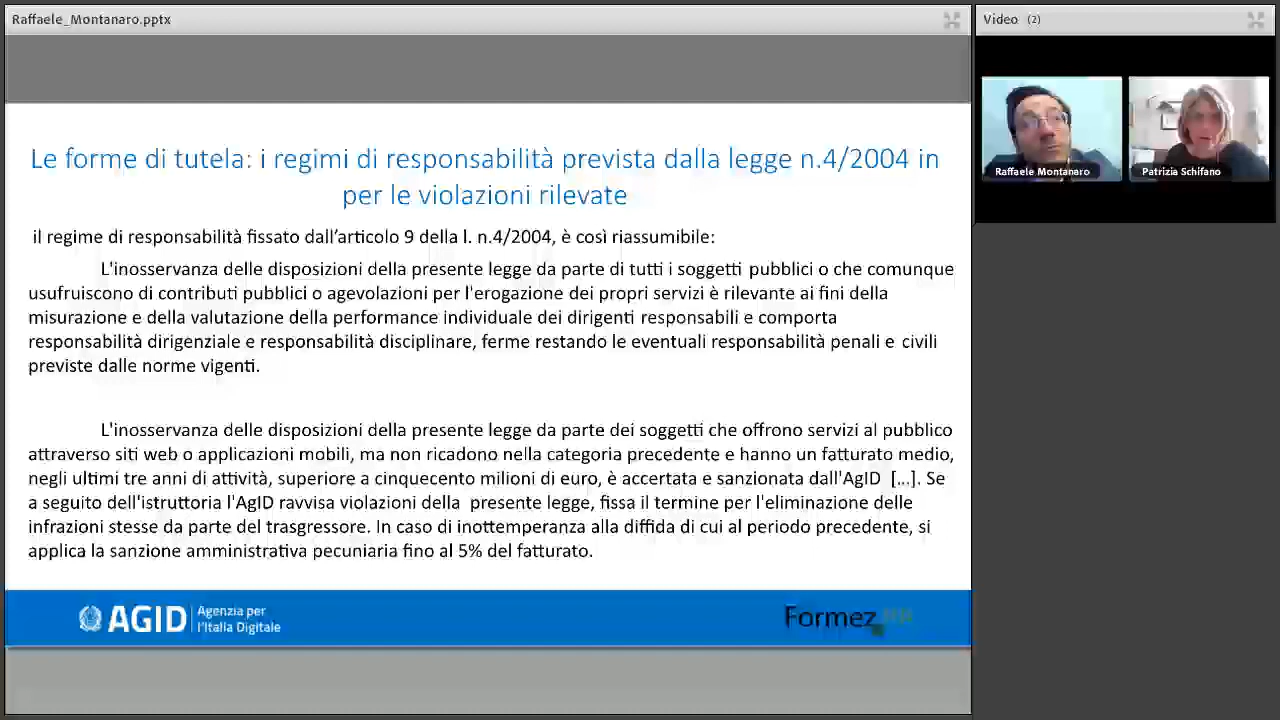 Raffaele_Montanaro.pptx
Video (2)
Raffaele Montanaro
Patrizia Schifano
Le forme di tutela: i regimi di responsabilità prevista dalla legge n.4/2004 in
per le violazioni rilevate
il regime di responsabilità fissato dall'articolo 9 della l. n.4/2004, è così riassumibile:
L'inosservanza delle disposizioni della presente legge da parte di tutti i soggetti pubblici o che comunque
usufruiscono di contributi pubblici o agevolazioni per l'erogazione dei propri servizi è rilevante ai fini della
misurazione e della valutazione della performance individuale dei dirigenti responsabili e comporta
responsabilità dirigenziale e responsabilità disciplinare, ferme restando le eventuali responsabilità penali e civili
previste dalle norme vigenti.
L'inosservanza delle disposizioni della presente legge da parte dei soggetti che offrono servizi al pubblico
attraverso siti web o applicazioni mobili, ma non ricadono nella categoria precedente e hanno un fatturato medio,
negli ultimi tre anni di attività, superiore a cinquecento milioni di euro, è accertata e sanzionata dall'AgID [...]. Se
a seguito dell'istruttoria l'AgID ravvisa violazioni della presente legge, fissa il termine per l'eliminazione delle
infrazioni stesse da parte del trasgressore. In caso di inottemperanza alla diffida di cui al periodo precedente, si
applica la sanzione amministrativa pecuniaria fino al 5% del fatturato.
AGID
Agenzia per
l'Italia Digitale
Formez